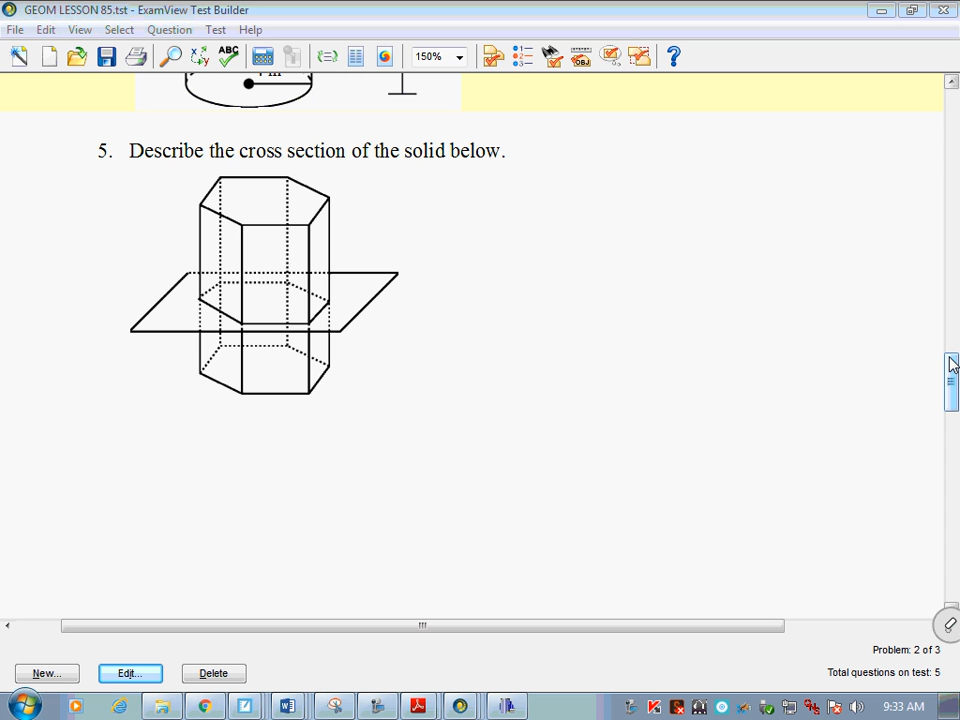 GEOM LESSON 85.tst - ExamView Test Builder
File Edit View Select Question Test Help
ABC
150%
OBJ
5. Describe the cross section of the solid below.
Problem: 2 of 3
New... Edit... Delete
Total questions on test: 5
9:33 AM